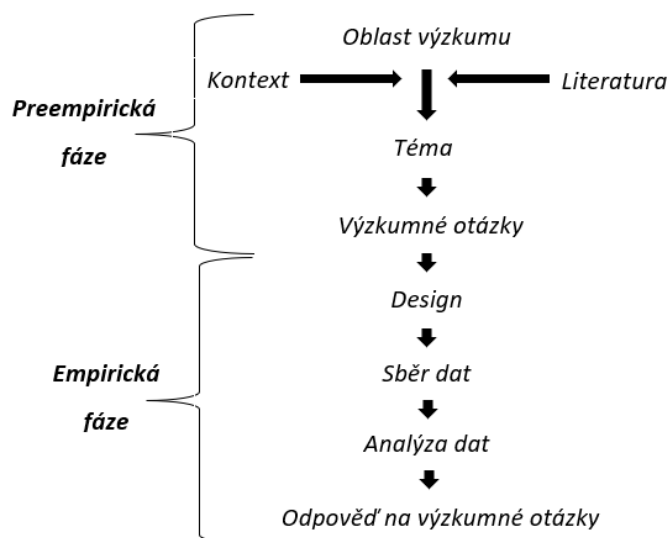 Oblast výzkumu
Kontext
Literatura
Preempirická
fáze
Téma
Výzkumné otázky
Design
Empirická
fáze
Sběr dat
Analýza dat
Odpověď na výzkumné otázky